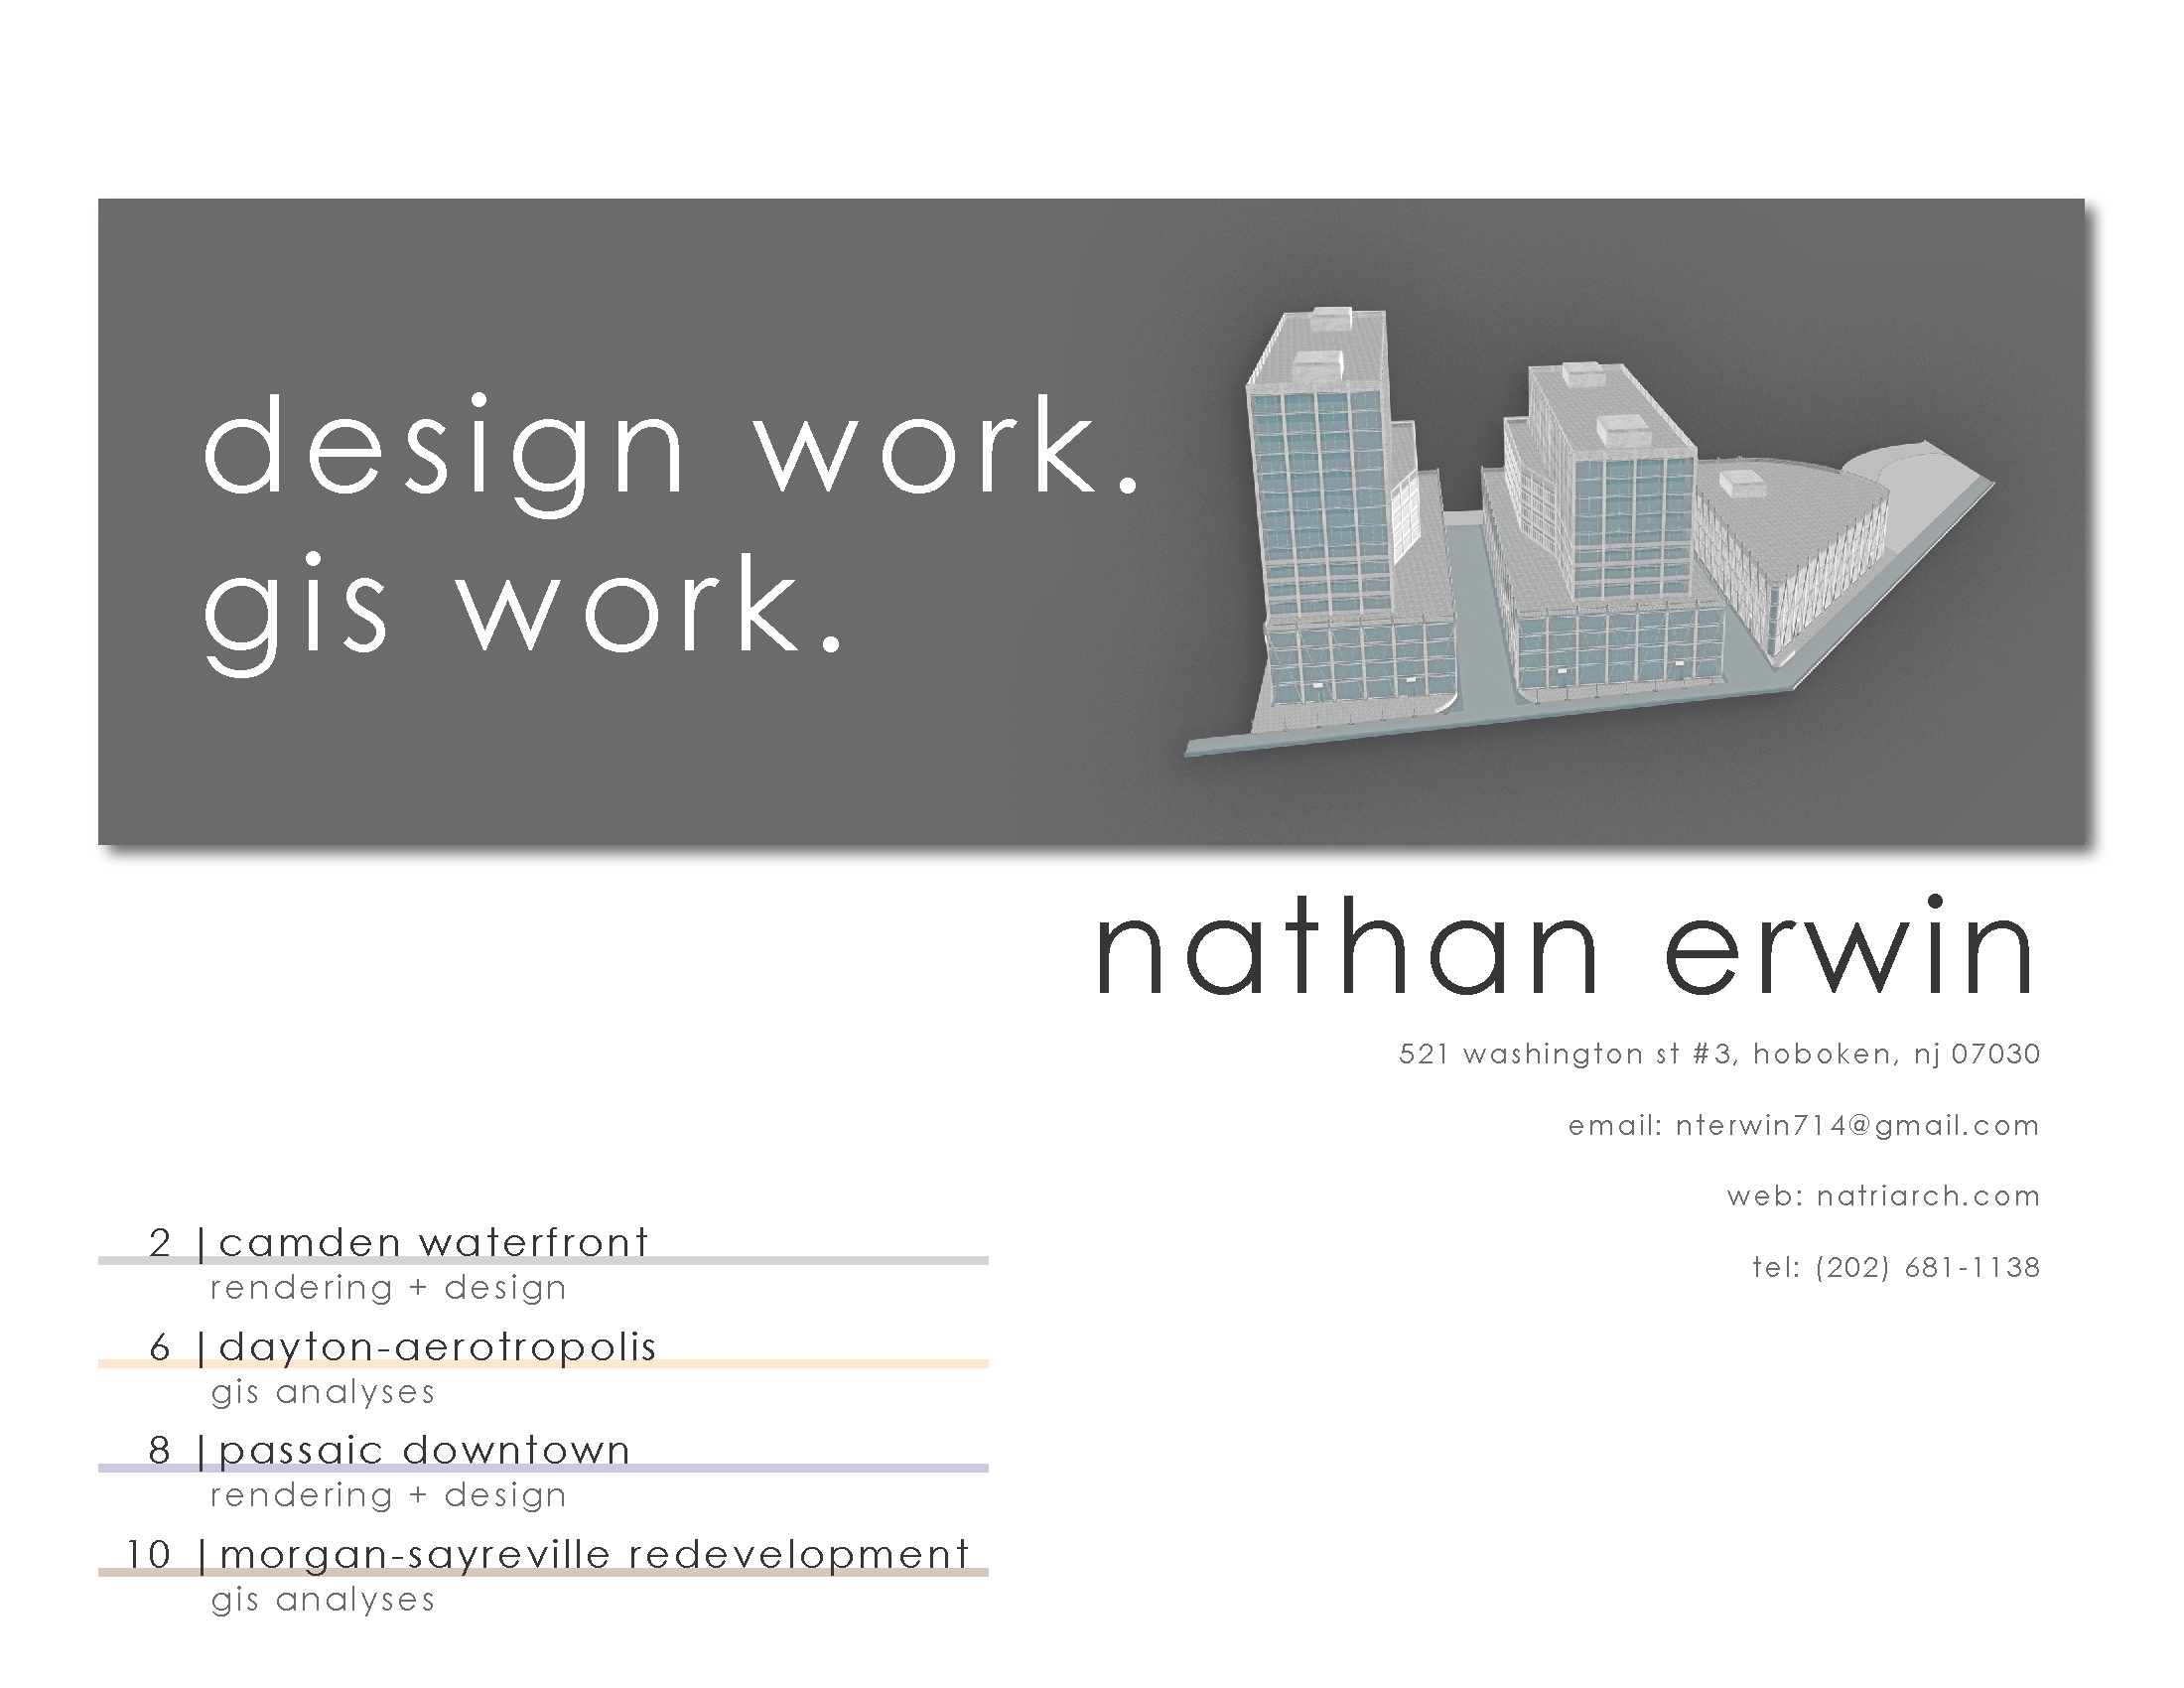 design work.
gis work.
nathan erwin
521 washington st #3, hoboken, nj 07030
email: nterwin714@gmail.com
web: natriarch.com
tel: (202) 681-1138
2 | camden waterfront
rendering + design
6 | dayton-aerotropolis
gis analyses
8 | passaic downtown
rendering + design
10 | morgan-sayreville redevelopment
gis analyses